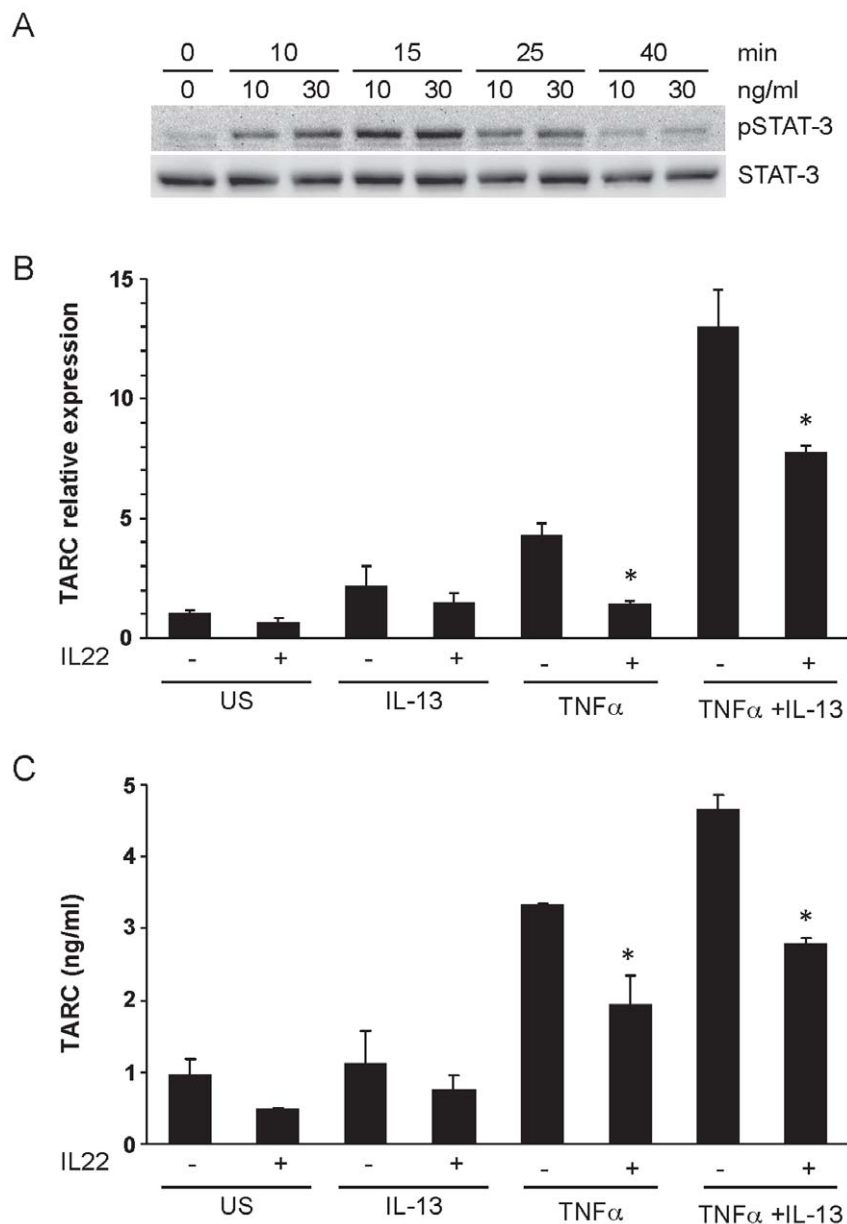 A
0 10 15 25 40 min
0 10 30 10 30 10 30 10 30 ng/ml
pSTAT-3
STAT-3
B
TARC relative expression
15
10
5
0
*
*
IL22 - + - + - + - +
US IL-13 TNFα TNFα +IL-13
C
TARC (ng/ml)
5
4
3
2
1
0
*
*
IL22 - + - + - + - +
US IL-13 TNFα TNFα +IL-13